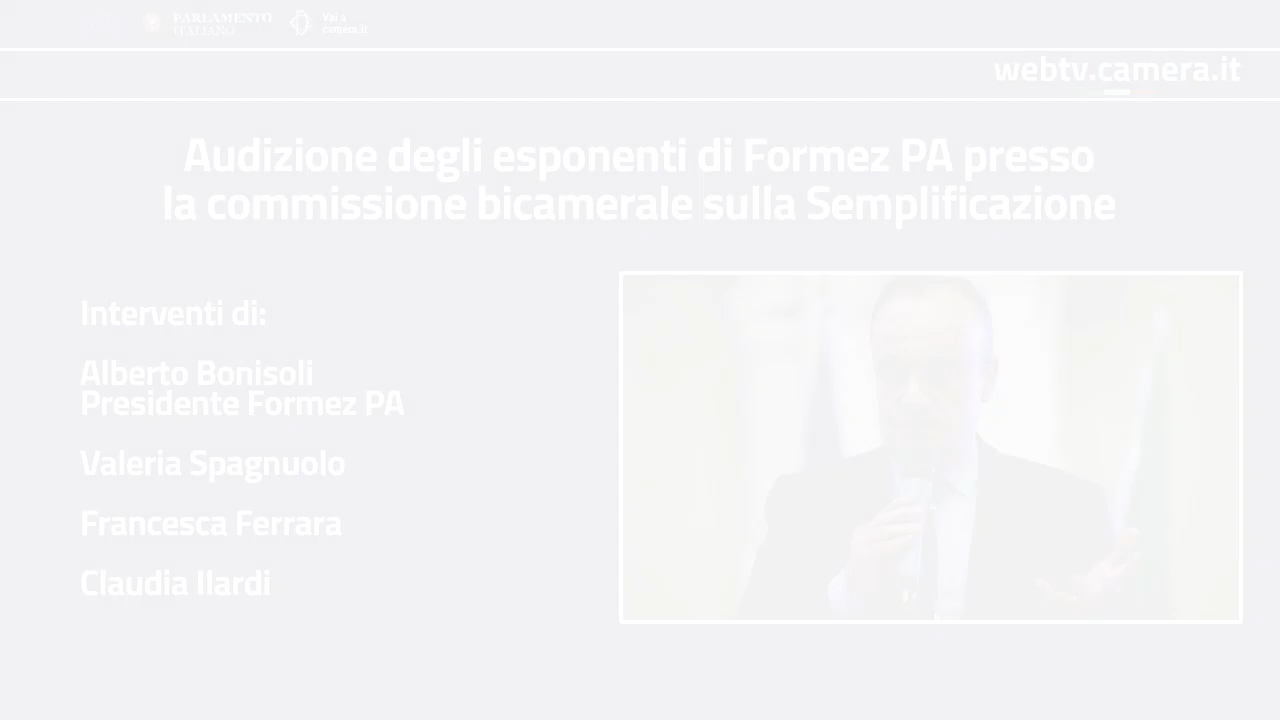 PARLAMENTO
ITALIANO
Vai a
camera.it
webtv.camera.it
Audizione degli esponenti di Formez PA presso
la commissione bicamerale sulla Semplificazione
Interventi di:
Alberto Bonisoli
Presidente Formez PA
Valeria Spagnuolo
Francesca Ferrara
Claudia Ilardi